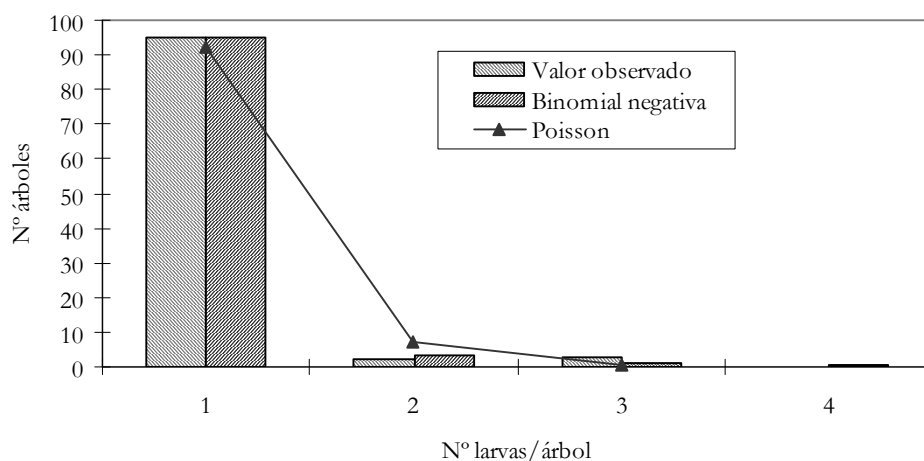 100
90
80
70
60
50
40
30
20
10
0
Nº árboles
Valor observado
Binomial negativa
Poisson
1 2 3 4
Nº larvas/árbol